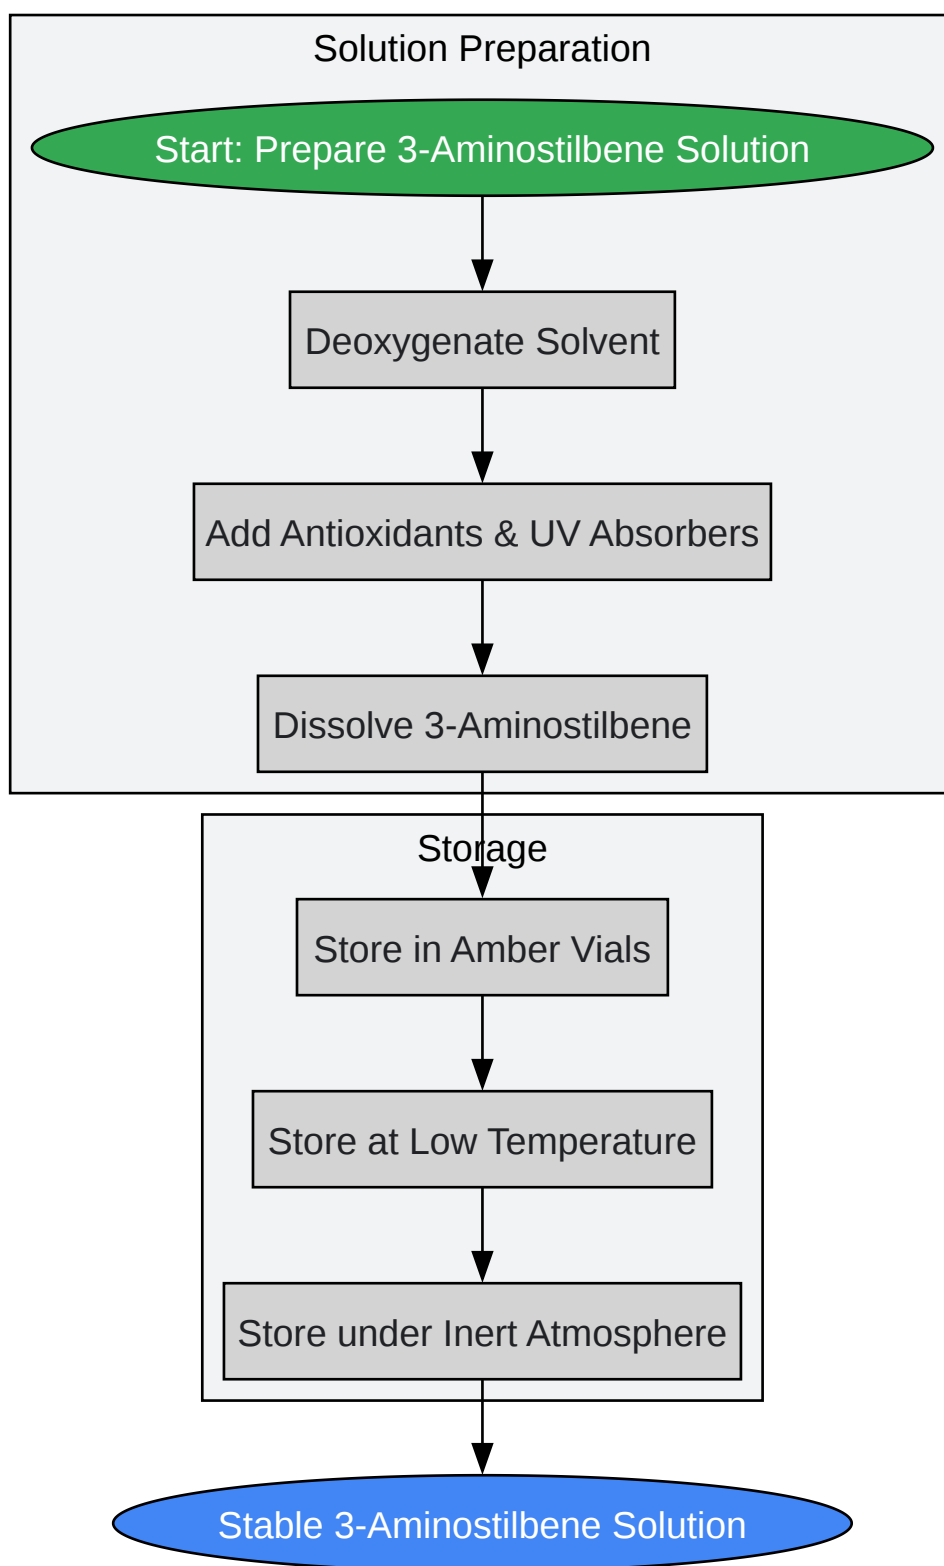 Solution Preparation
Start: Prepare 3-Aminostilbene Solution
Deoxygenate Solvent
Add Antioxidants & UV Absorbers
Dissolve 3-Aminostilbene
Storage
Store in Amber Vials
Store at Low Temperature
Store under Inert Atmosphere
Stable 3-Aminostilbene Solution